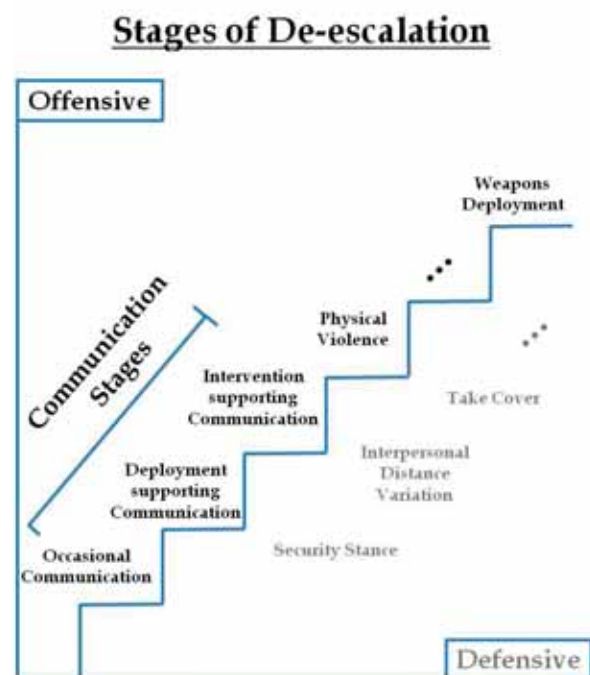 Stages of De-escalation
Offensive
Weapons
Deployment
Communication
Stages
Physical
Violence
Intervention
supporting
Communication
Take Cover
Deployment
supporting
Communication
Interpersonal
Distance
Variation
Occasional
Communication
Security Stance
Defensive